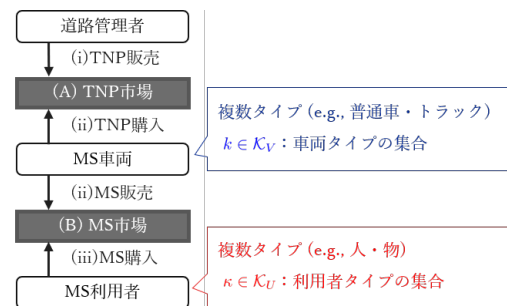 道路管理者
(i)TNP販売
(A) TNP市場
(ii)TNP購入
MS車両
(ii)MS販売
(B) MS市場
(iii)MS購入
MS利用者
複数タイプ (e.g., 普通車・トラック)
k ∈ 𝒦_V：車両タイプの集合
複数タイプ (e.g., 人・物)
κ ∈ 𝒦_U：利用者タイプの集合